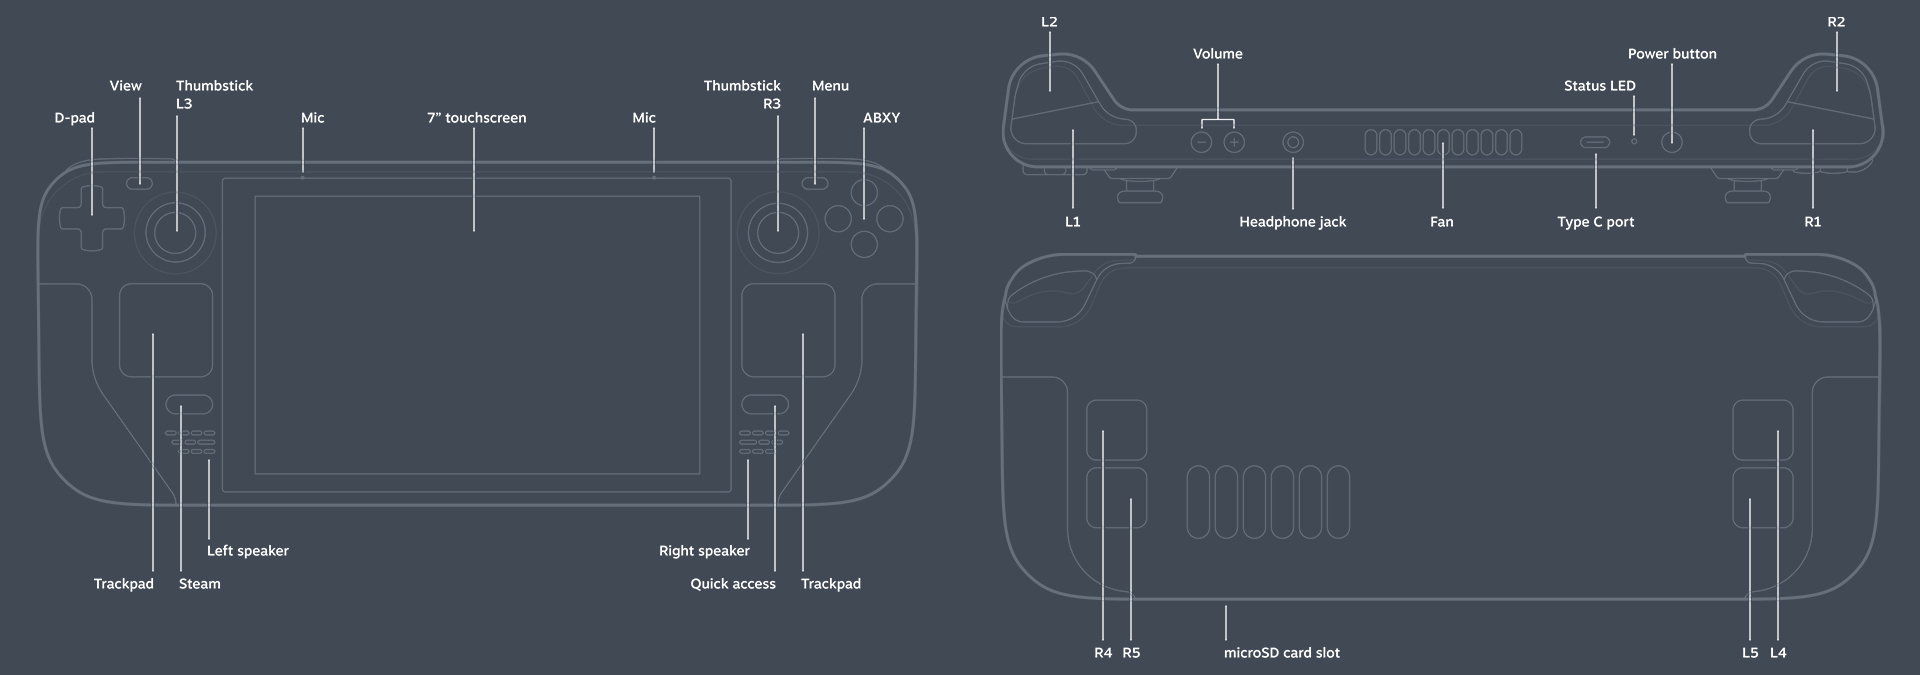 View
Thumbstick
L3
D-pad
Mic
7” touchscreen
Mic
Thumbstick
R3
Menu
ABXY
Left speaker
Right speaker
Trackpad
Steam
Quick access
Trackpad
L2
R2
Volume
Power button
Status LED
L1
Headphone jack
Fan
Type C port
R1
R4
R5
microSD card slot
L5
L4